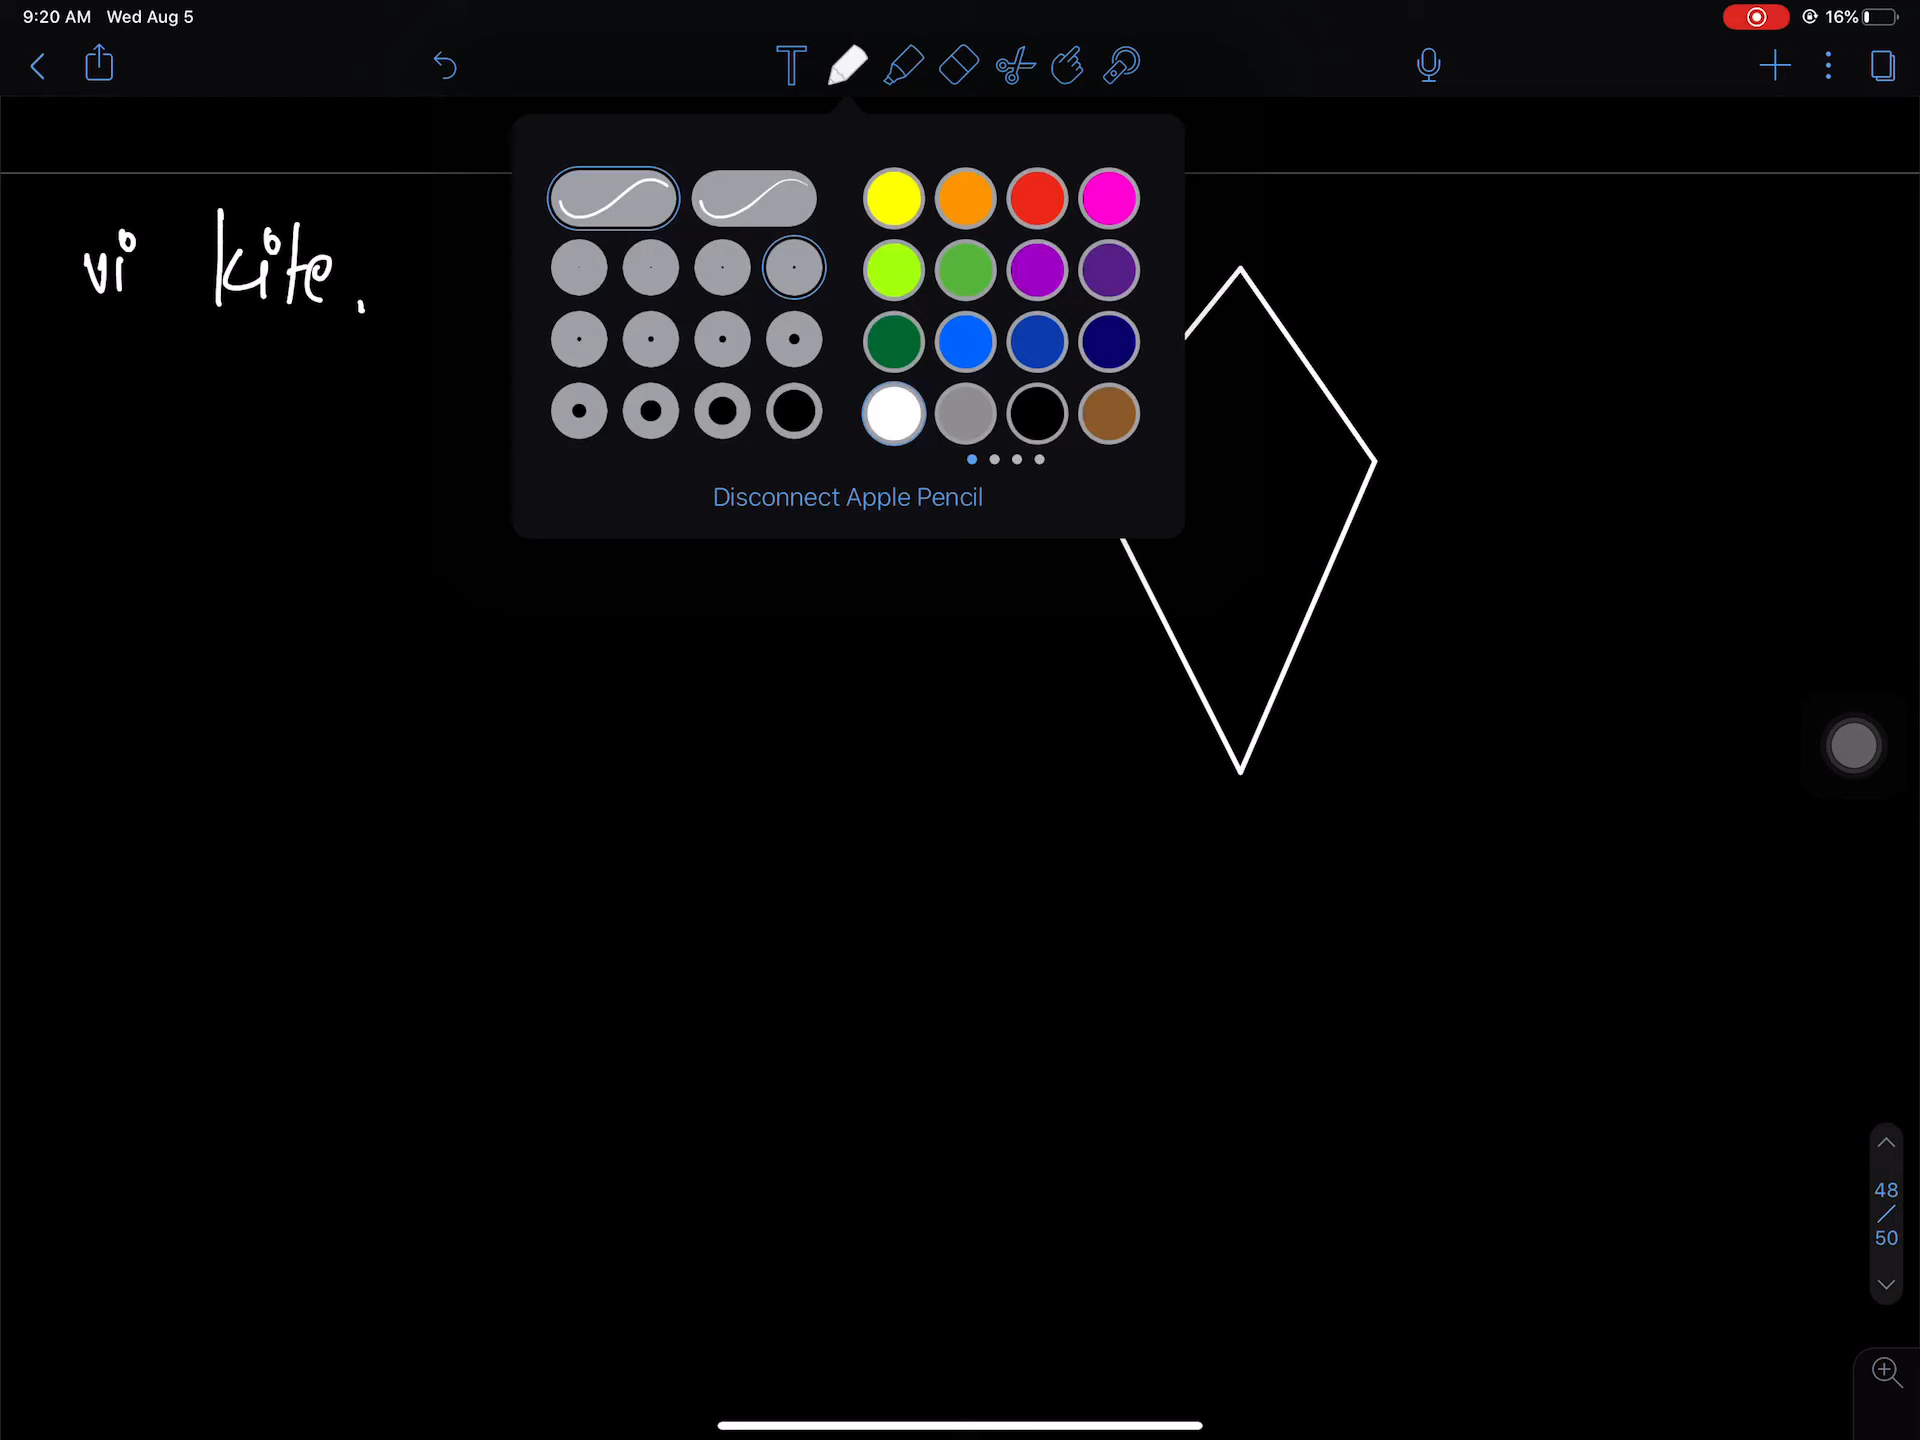 9:20 AM Wed Aug 5
16%
T
vi kite.
Disconnect Apple Pencil
48
/
50